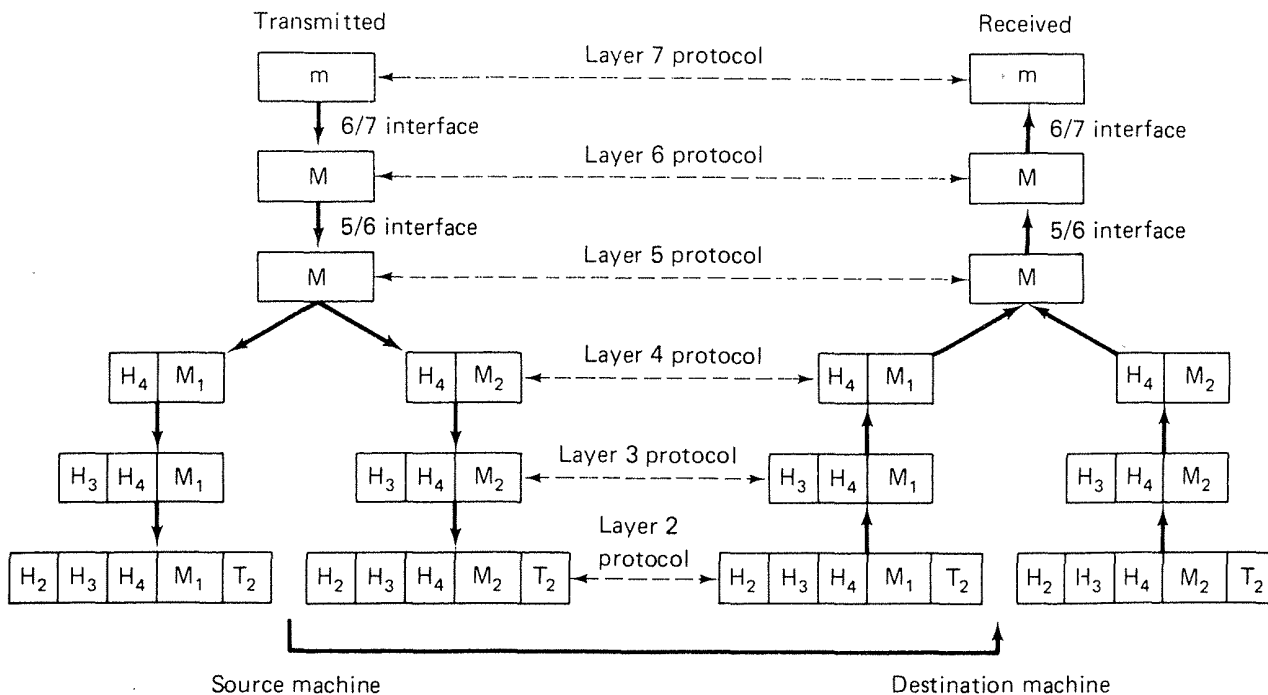 Transmitted
Received
m
Layer 7 protocol
m
6/7 interface
6/7 interface
M
Layer 6 protocol
M
5/6 interface
5/6 interface
M
Layer 5 protocol
M
H₄ M₁
H₄ M₂
Layer 4 protocol
H₄ M₁
H₄ M₂
H₃ H₄ M₁
H₃ H₄ M₂
Layer 3 protocol
H₃ H₄ M₁
H₃ H₄ M₂
Layer 2
protocol
H₂ H₃ H₄ M₁ T₂
H₂ H₃ H₄ M₂ T₂
H₂ H₃ H₄ M₁ T₂
H₂ H₃ H₄ M₂ T₂
Source machine
Destination machine